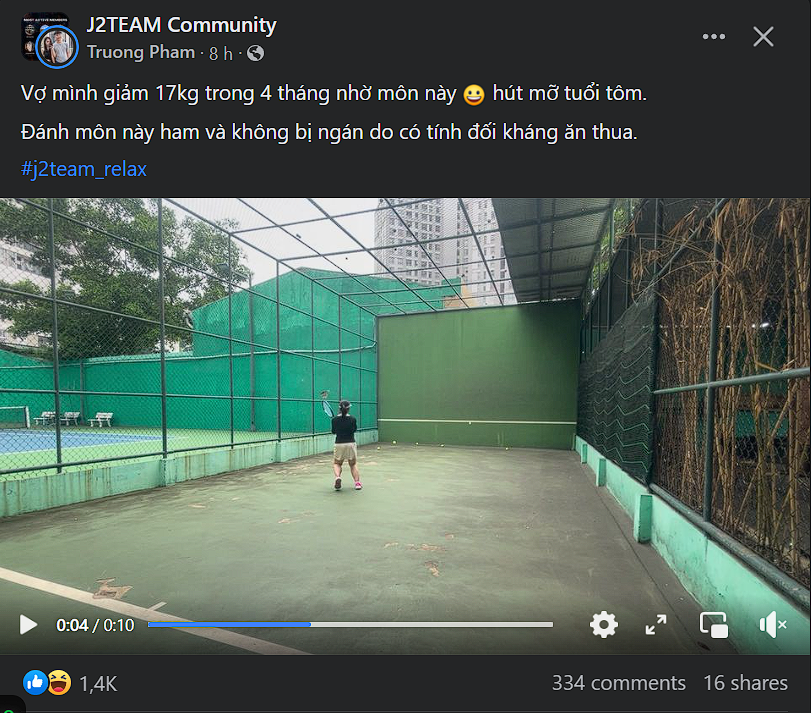 J2TEAM Community
Truong Pham · 8 h ·
Vợ mình giảm 17kg trong 4 tháng nhờ môn này 😀 hút mỡ tuổi tôm.
Đánh môn này ham và không bị ngán do có tính đối kháng ăn thua.
#j2team_relax
0:04 / 0:10
1,4K
334 comments 16 shares